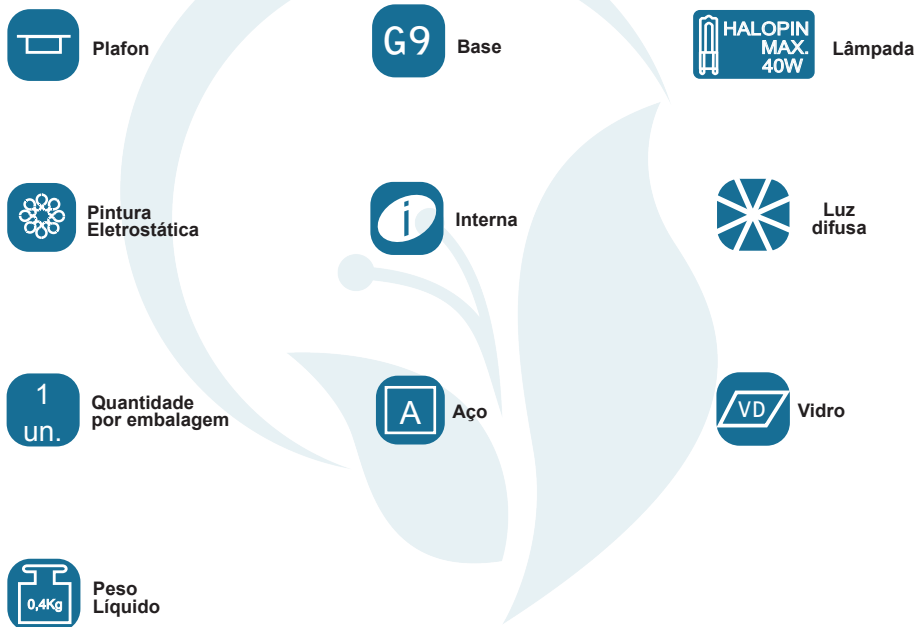 Plafon
G9
Base
HALOPIN
MAX.
40W
Lâmpada
Pintura
Eletrostática
i
Interna
Luz
difusa
1
un.
Quantidade
por embalagem
A
Aço
VD
Vidro
0,4Kg
Peso
Líquido